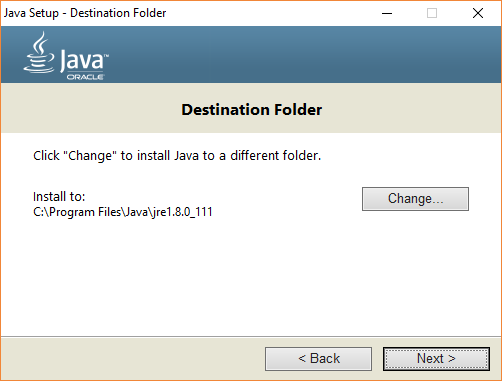 Java Setup - Destination Folder
Java™
ORACLE
Destination Folder
Click "Change" to install Java to a different folder.
Install to:
Change...
C:\Program Files\Java\jre1.8.0_111
< Back
Next >